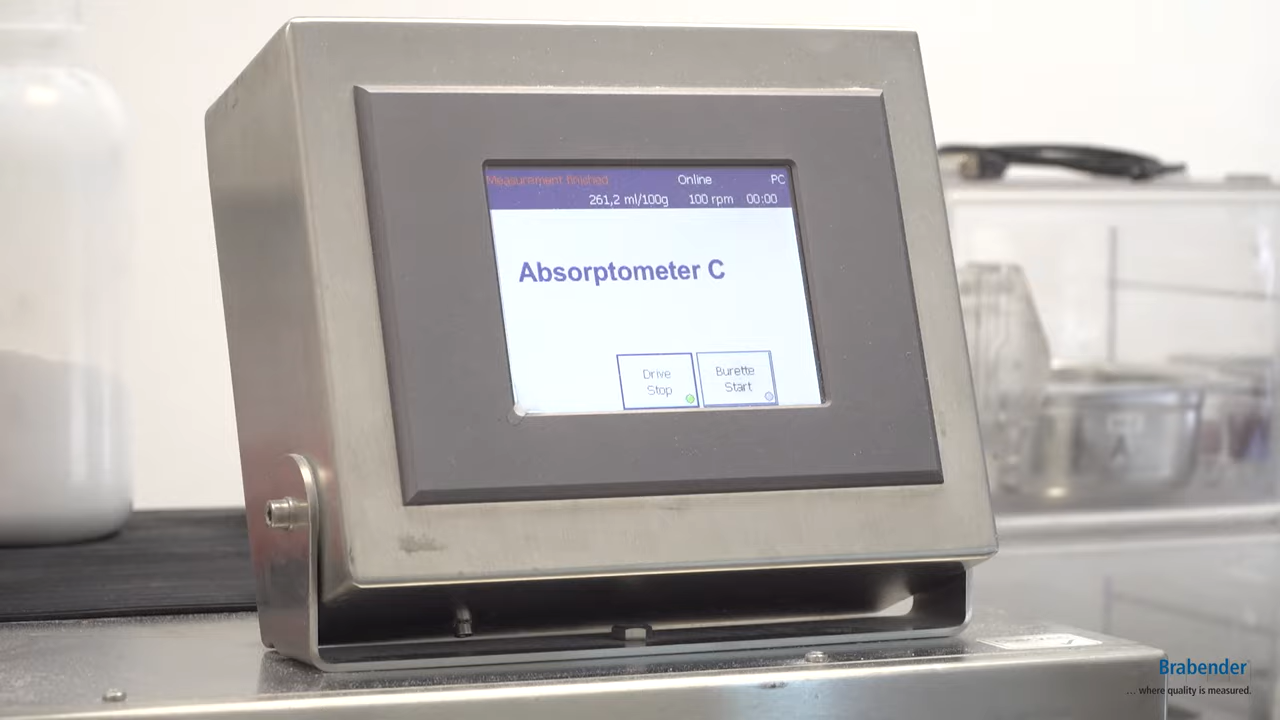 Measurement finished Online PC
261,2 ml/100g 100 rpm 00:00
Absorptometer C
Drive
Stop
Burette
Start
A
Brabender
... where quality is measured.